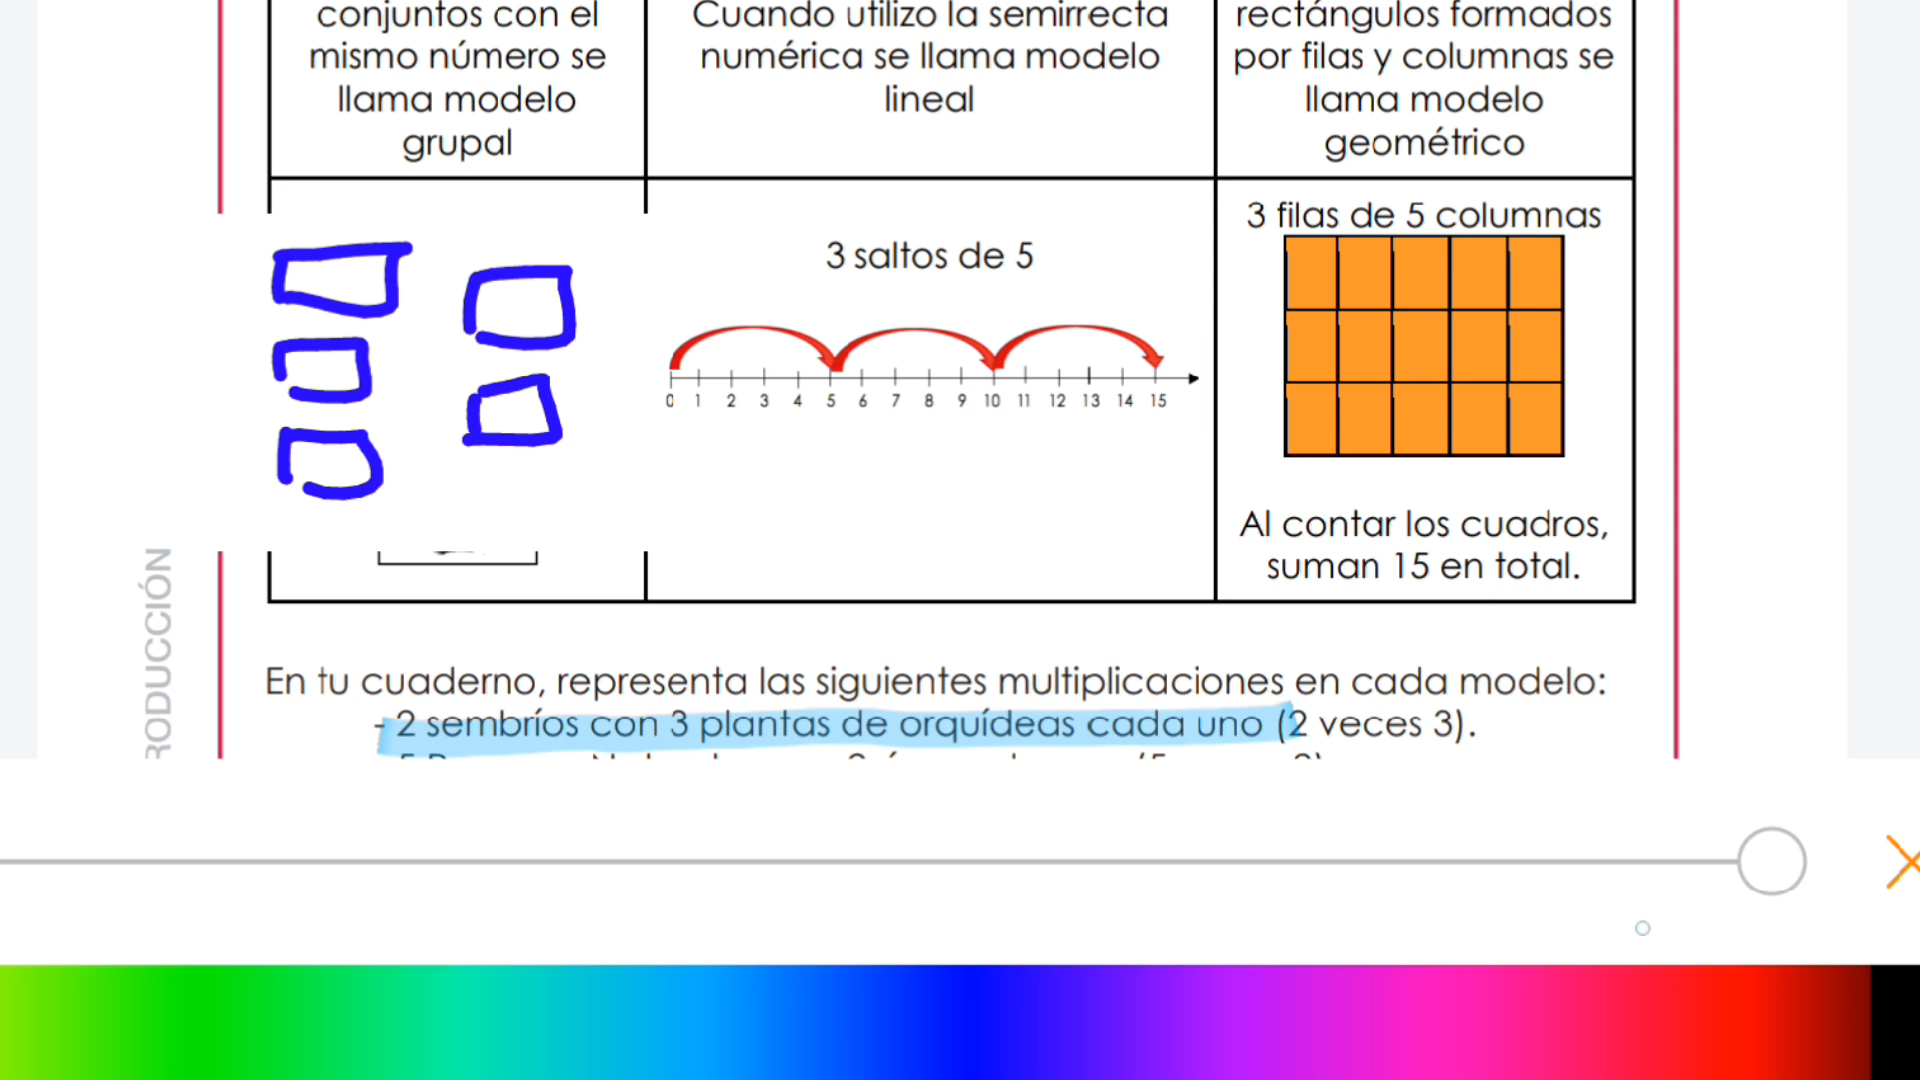 conjuntos con el
mismo número se
llama modelo
grupal
Cuando utilizo la semirrecta
numérica se llama modelo
lineal
rectángulos formados
por filas y columnas se
llama modelo
geométrico
3 saltos de 5
0 1 2 3 4 5 6 7 8 9 10 11 12 13 14 15
3 filas de 5 columnas
Al contar los cuadros,
suman 15 en total.
RODUCCIÓN
En tu cuaderno, representa las siguientes multiplicaciones en cada modelo:
- 2 sembríos con 3 plantas de orquídeas cada uno (2 veces 3).